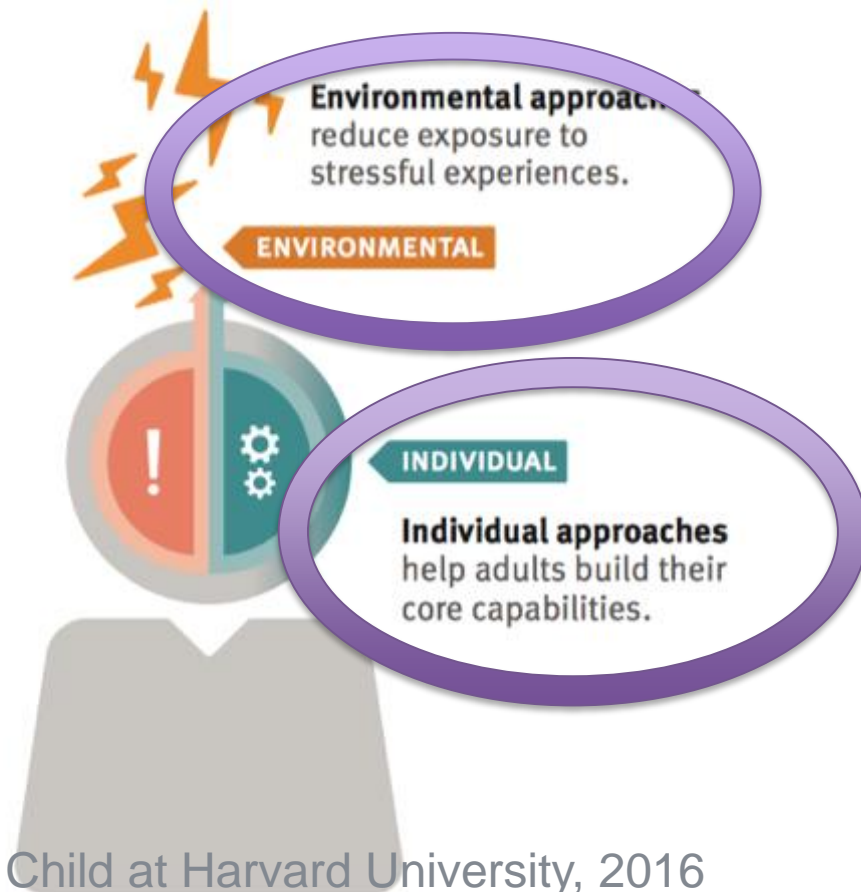 Environmental approaches
reduce exposure to
stressful experiences.
ENVIRONMENTAL
!
INDIVIDUAL
Individual approaches
help adults build their
core capabilities.
Child at Harvard University, 2016